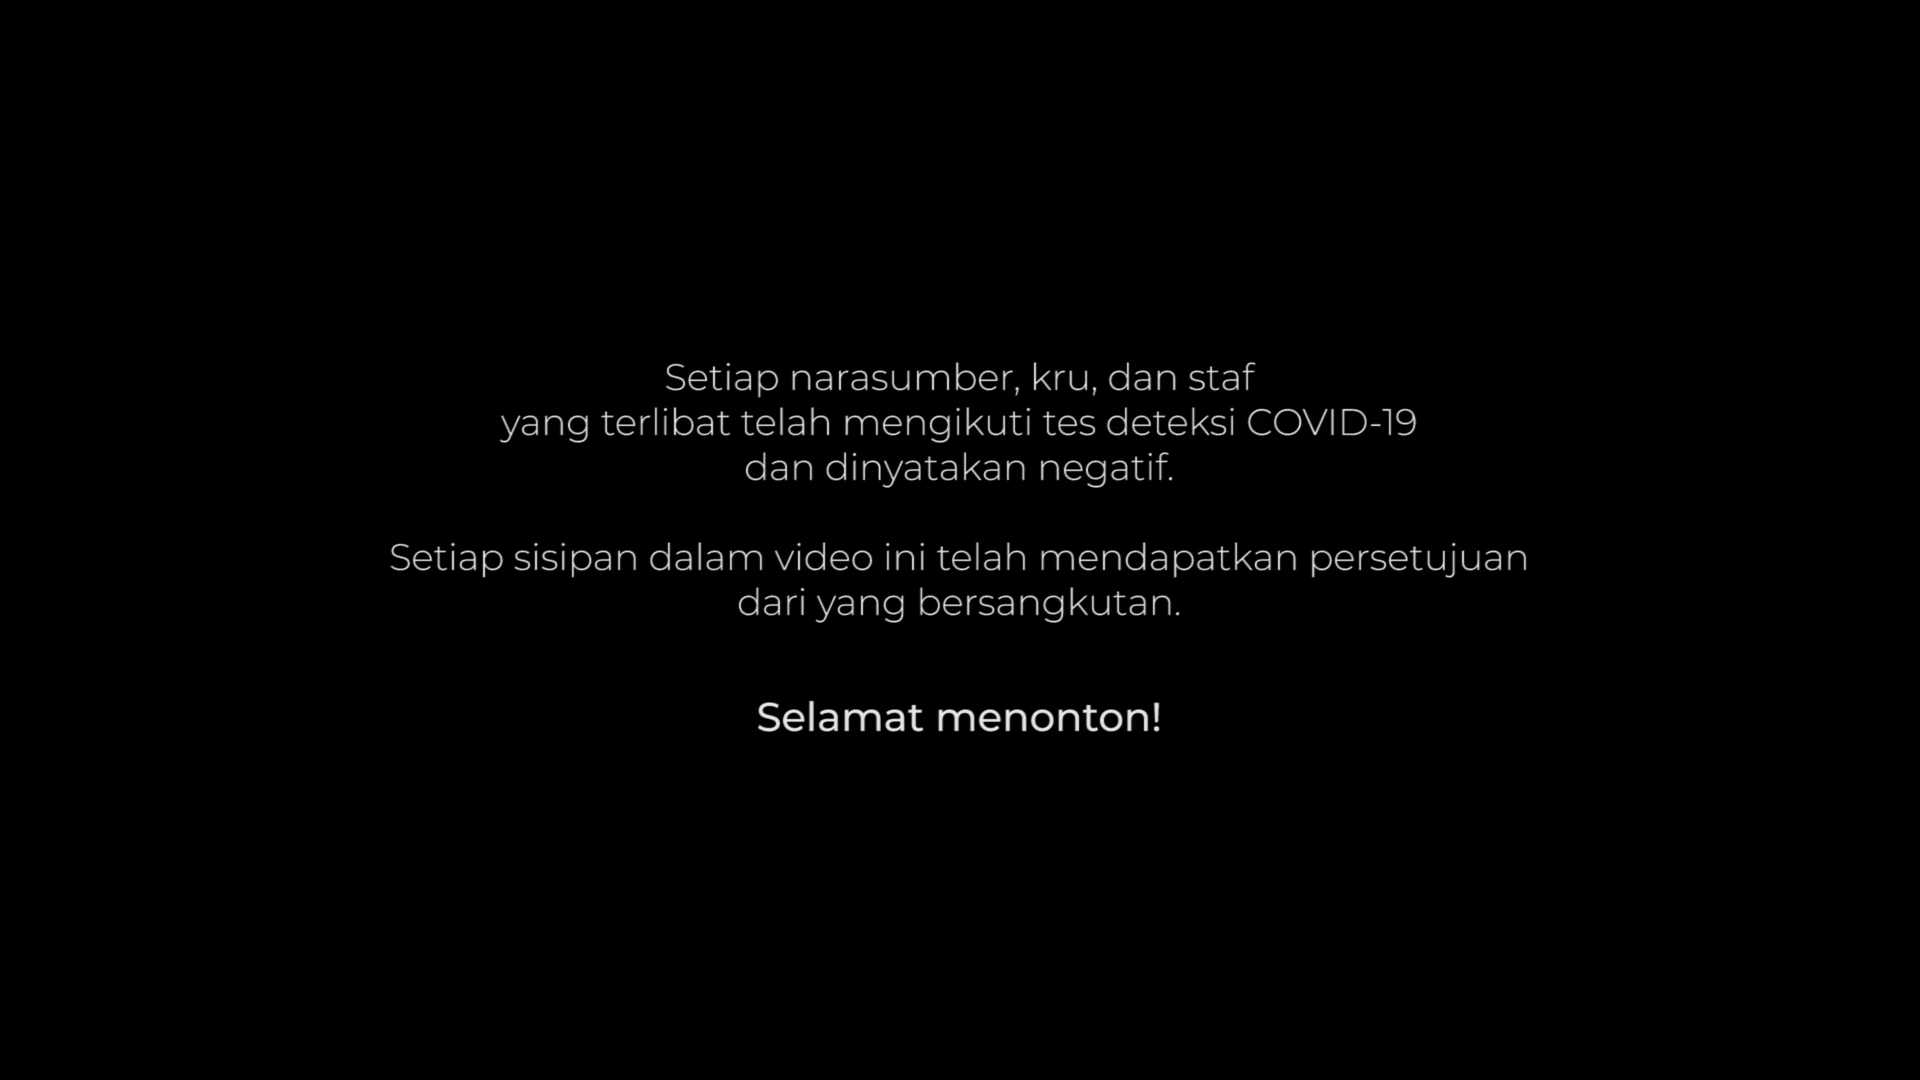 Setiap narasumber, kru, dan staf
yang terlibat telah mengikuti tes deteksi COVID-19
dan dinyatakan negatif.
Setiap sisipan dalam video ini telah mendapatkan persetujuan
dari yang bersangkutan.
Selamat menonton!